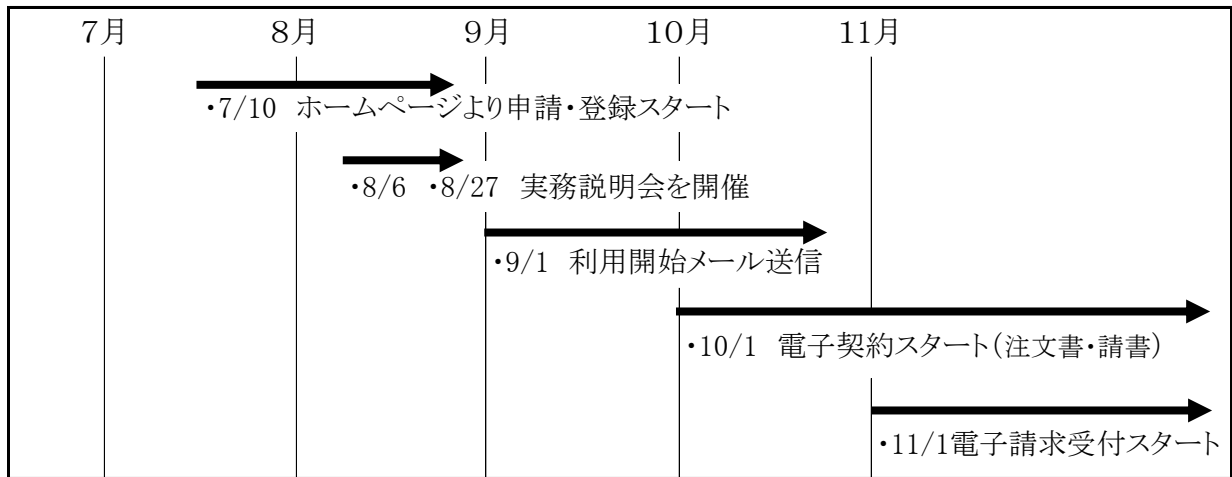 7月 8月 9月 10月 11月
・7/10 ホームページより申請・登録スタート
・8/6 ・8/27 実務説明会を開催
・9/1 利用開始メール送信
・10/1 電子契約スタート(注文書・請書)
・11/1電子請求受付スタート